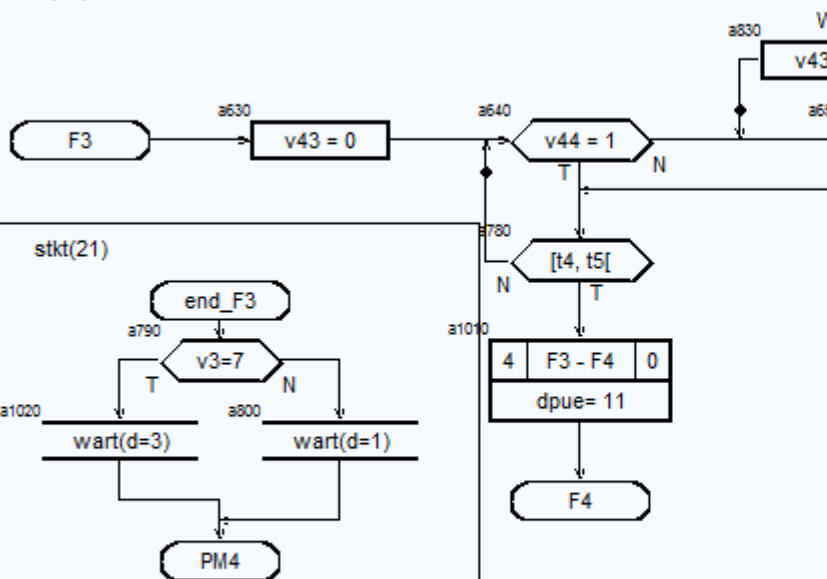 W
a830
v43
a630
a640
a65
F3
v43 = 0
v44 = 1
T
N
a780
stkt(21)
[t4, t5[
N
T
end_F3
a790
a1010
v3=7
4 F3 - F4 0
T
N
dpue= 11
a1020
a800
wart(d=3)
wart(d=1)
F4
PM4